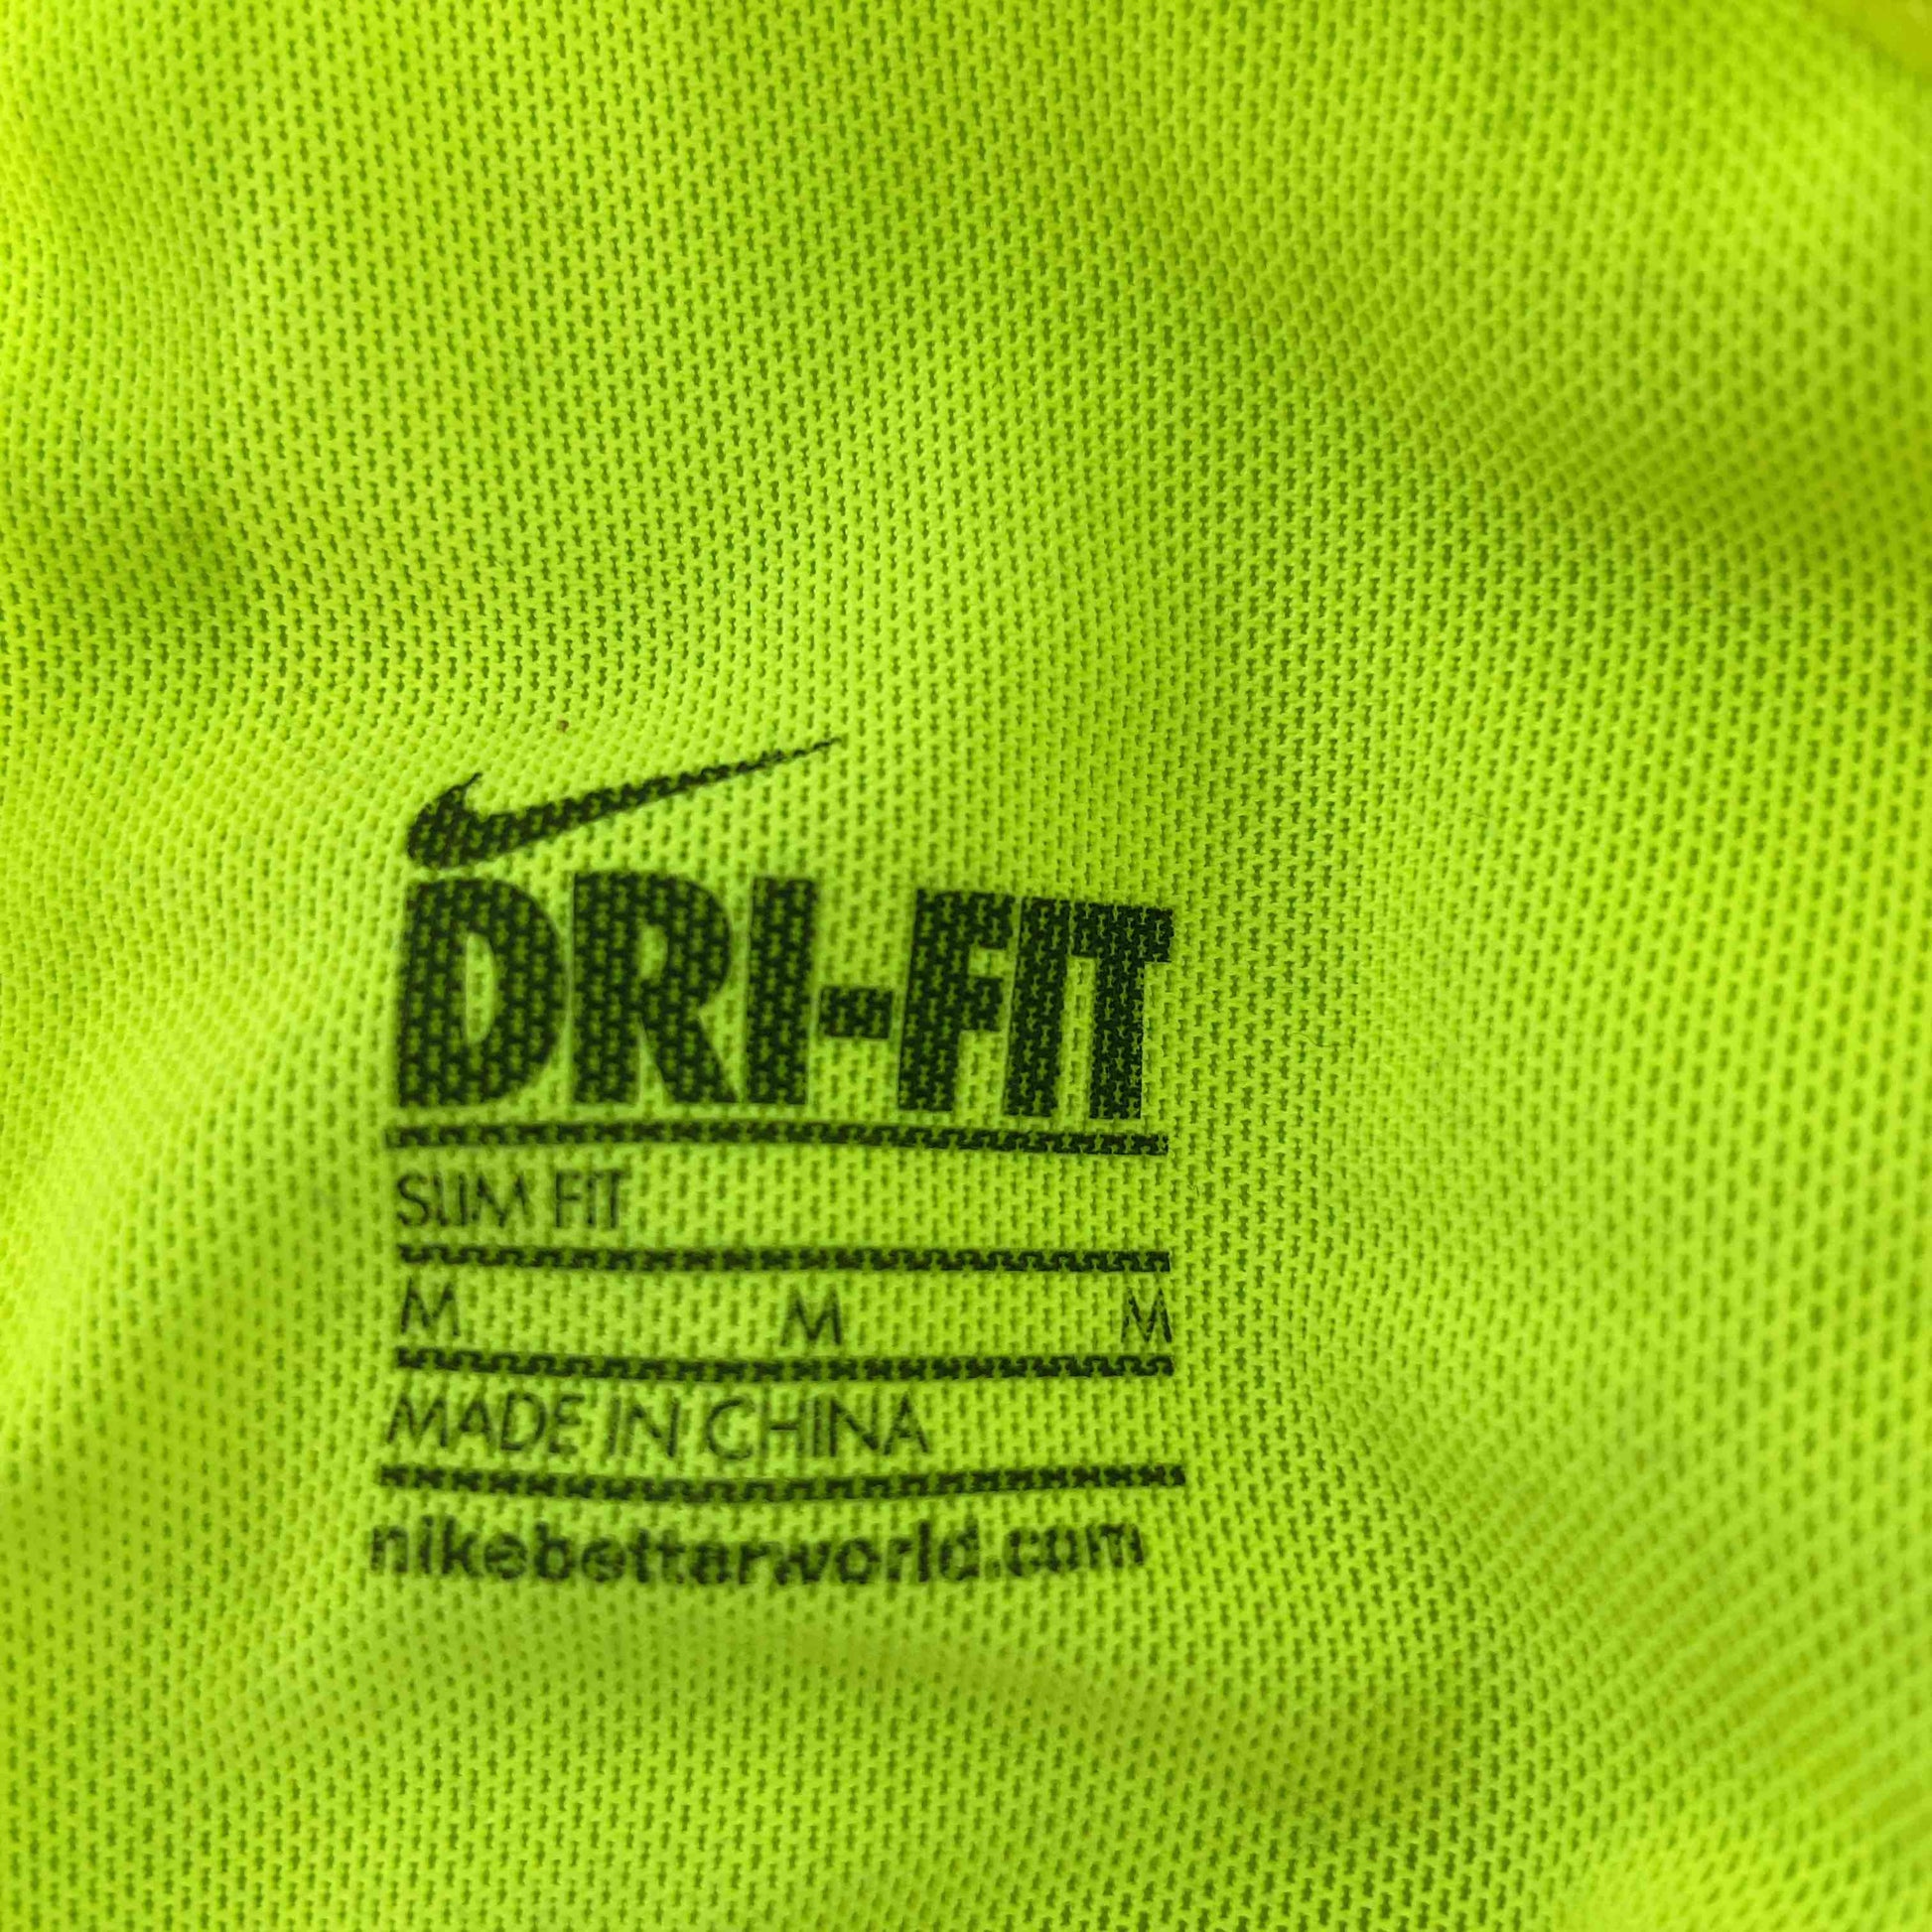 DRI-FIT
SLIM FIT
M M M
MADE IN CHINA
nikebetterworld.com